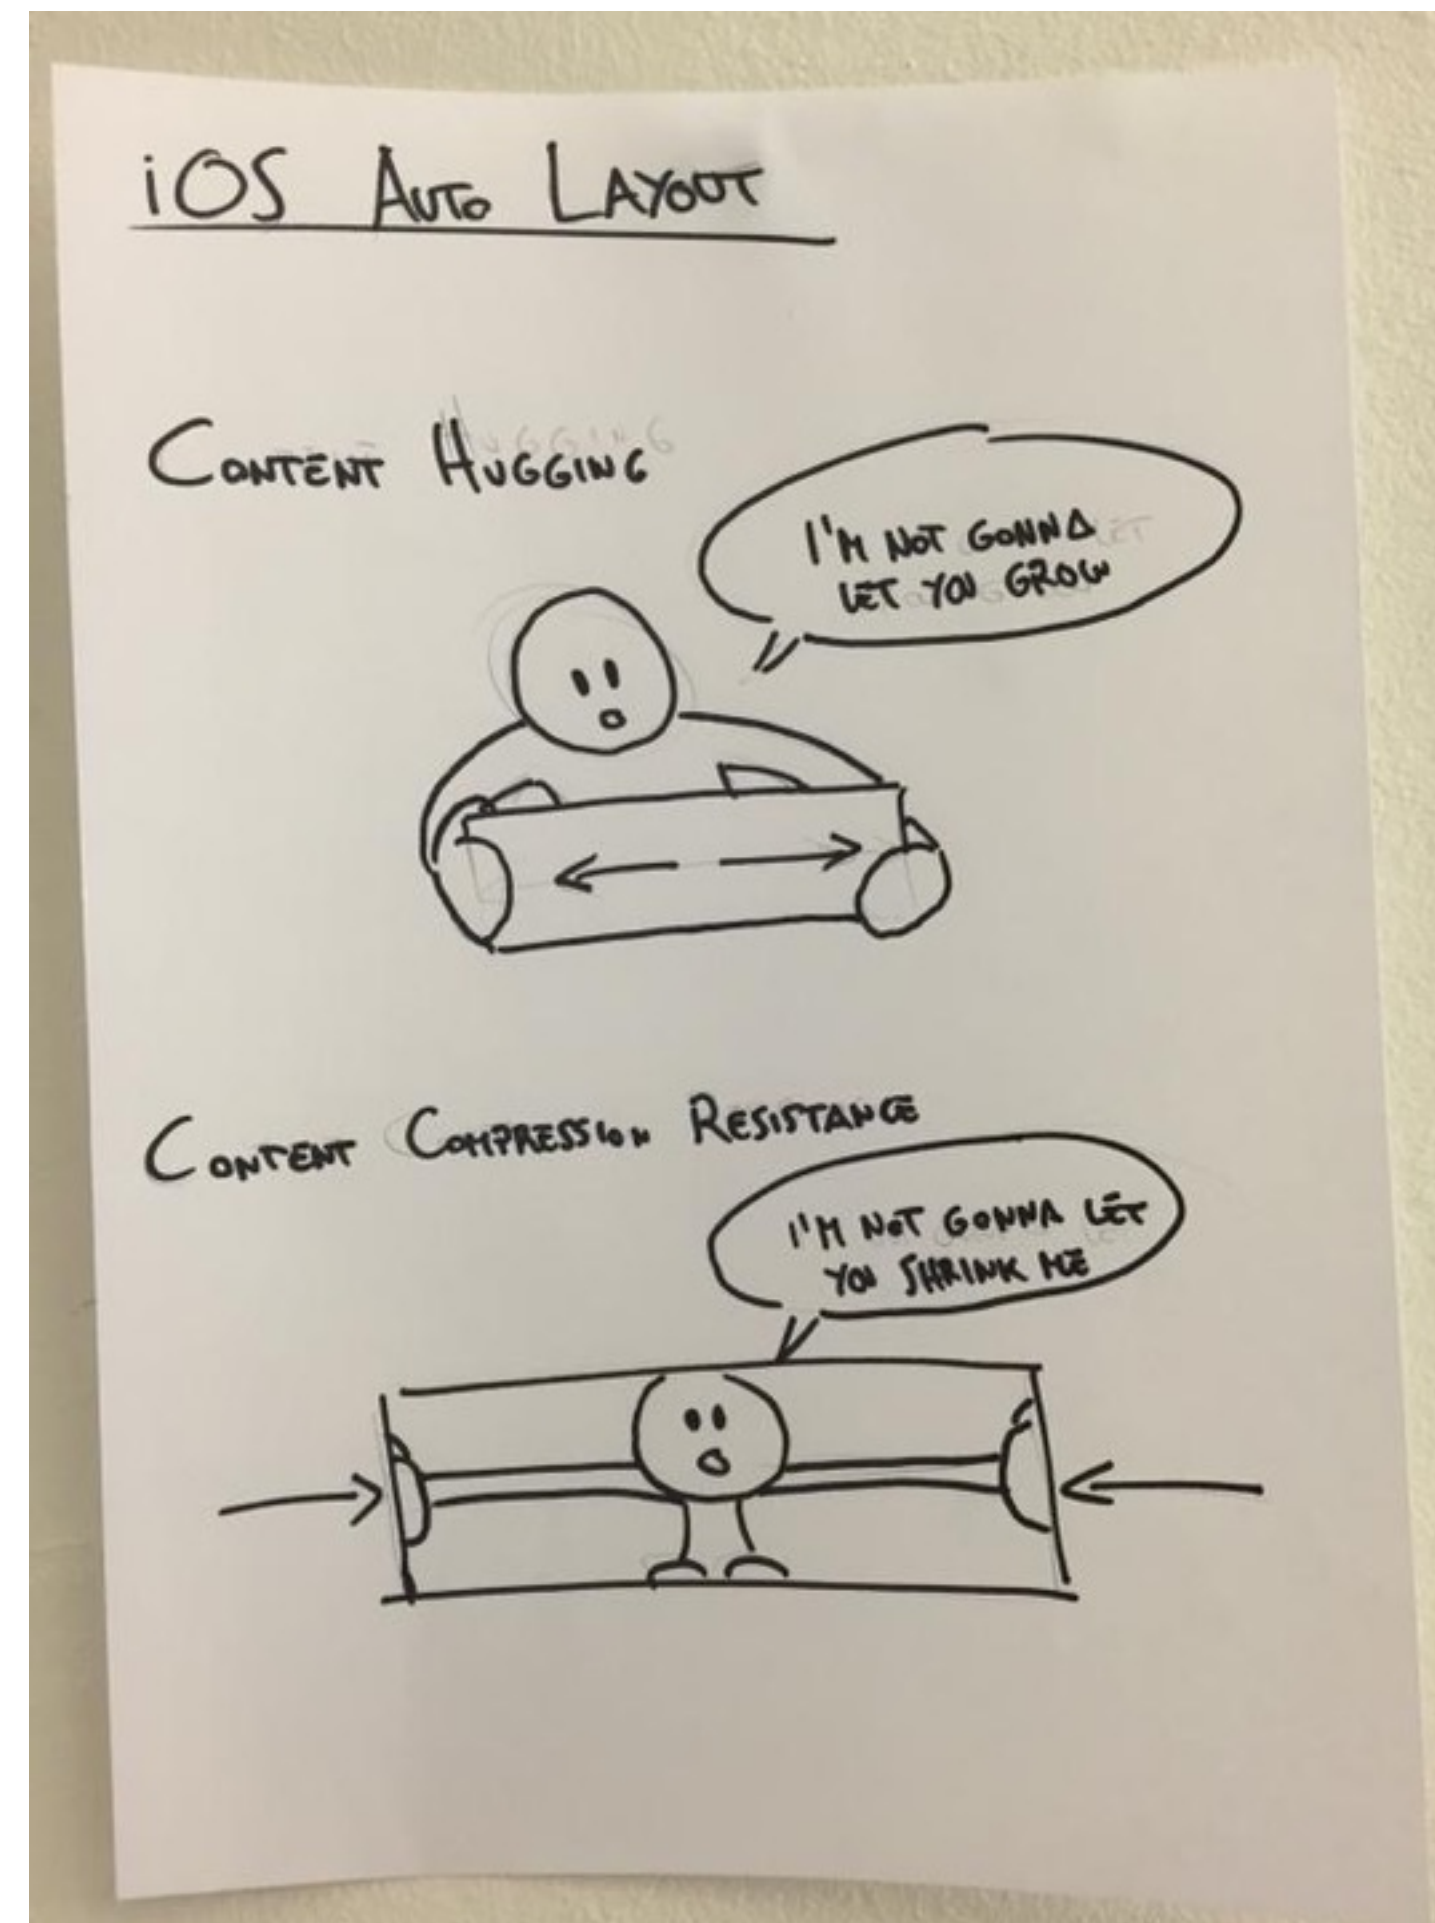 iOS AUTO LAYOUT
CONTENT HUGGING
I'M NOT GONNA
LET YOU GROW
CONTENT COMPRESSION RESISTANCE
I'M NOT GONNA LET
YOU SHRINK ME